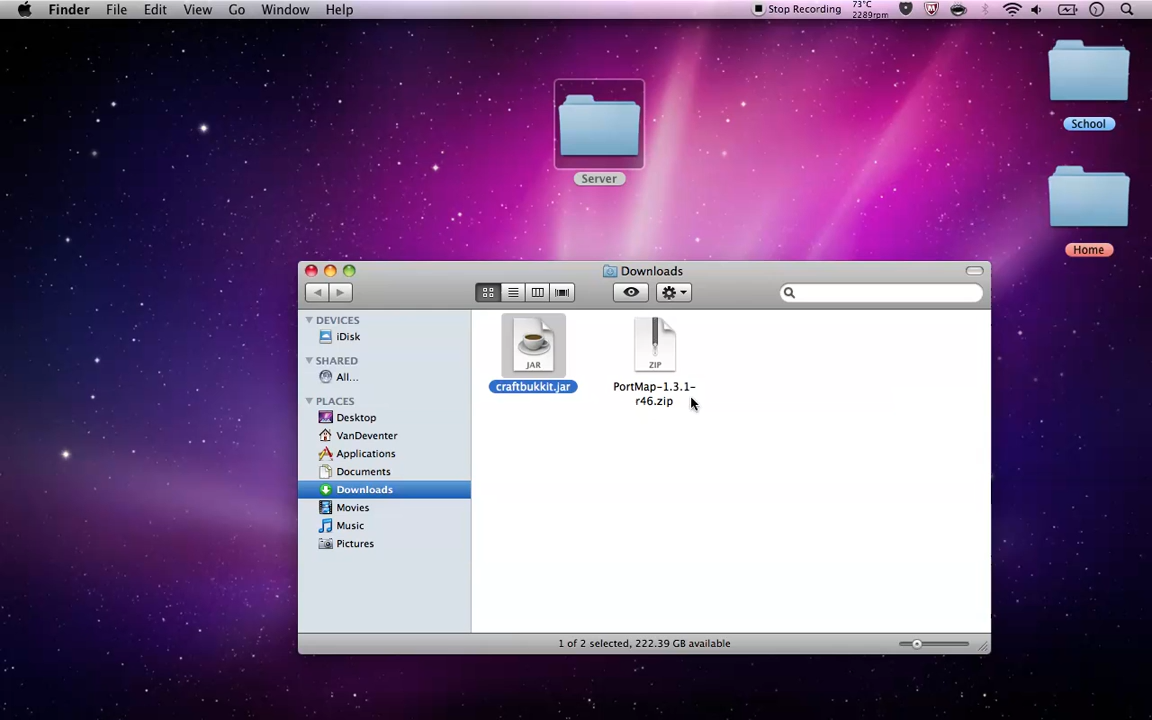 Finder File Edit View Go Window Help
Stop Recording 73°C
2289rpm
School
Server
Home
Downloads
DEVICES
iDisk
SHARED
All...
PLACES
Desktop
VanDeventer
Applications
Documents
Downloads
Movies
Music
Pictures
JAR
craftbukkit.jar
ZIP
PortMap-1.3.1-
r46.zip
1 of 2 selected, 222.39 GB available